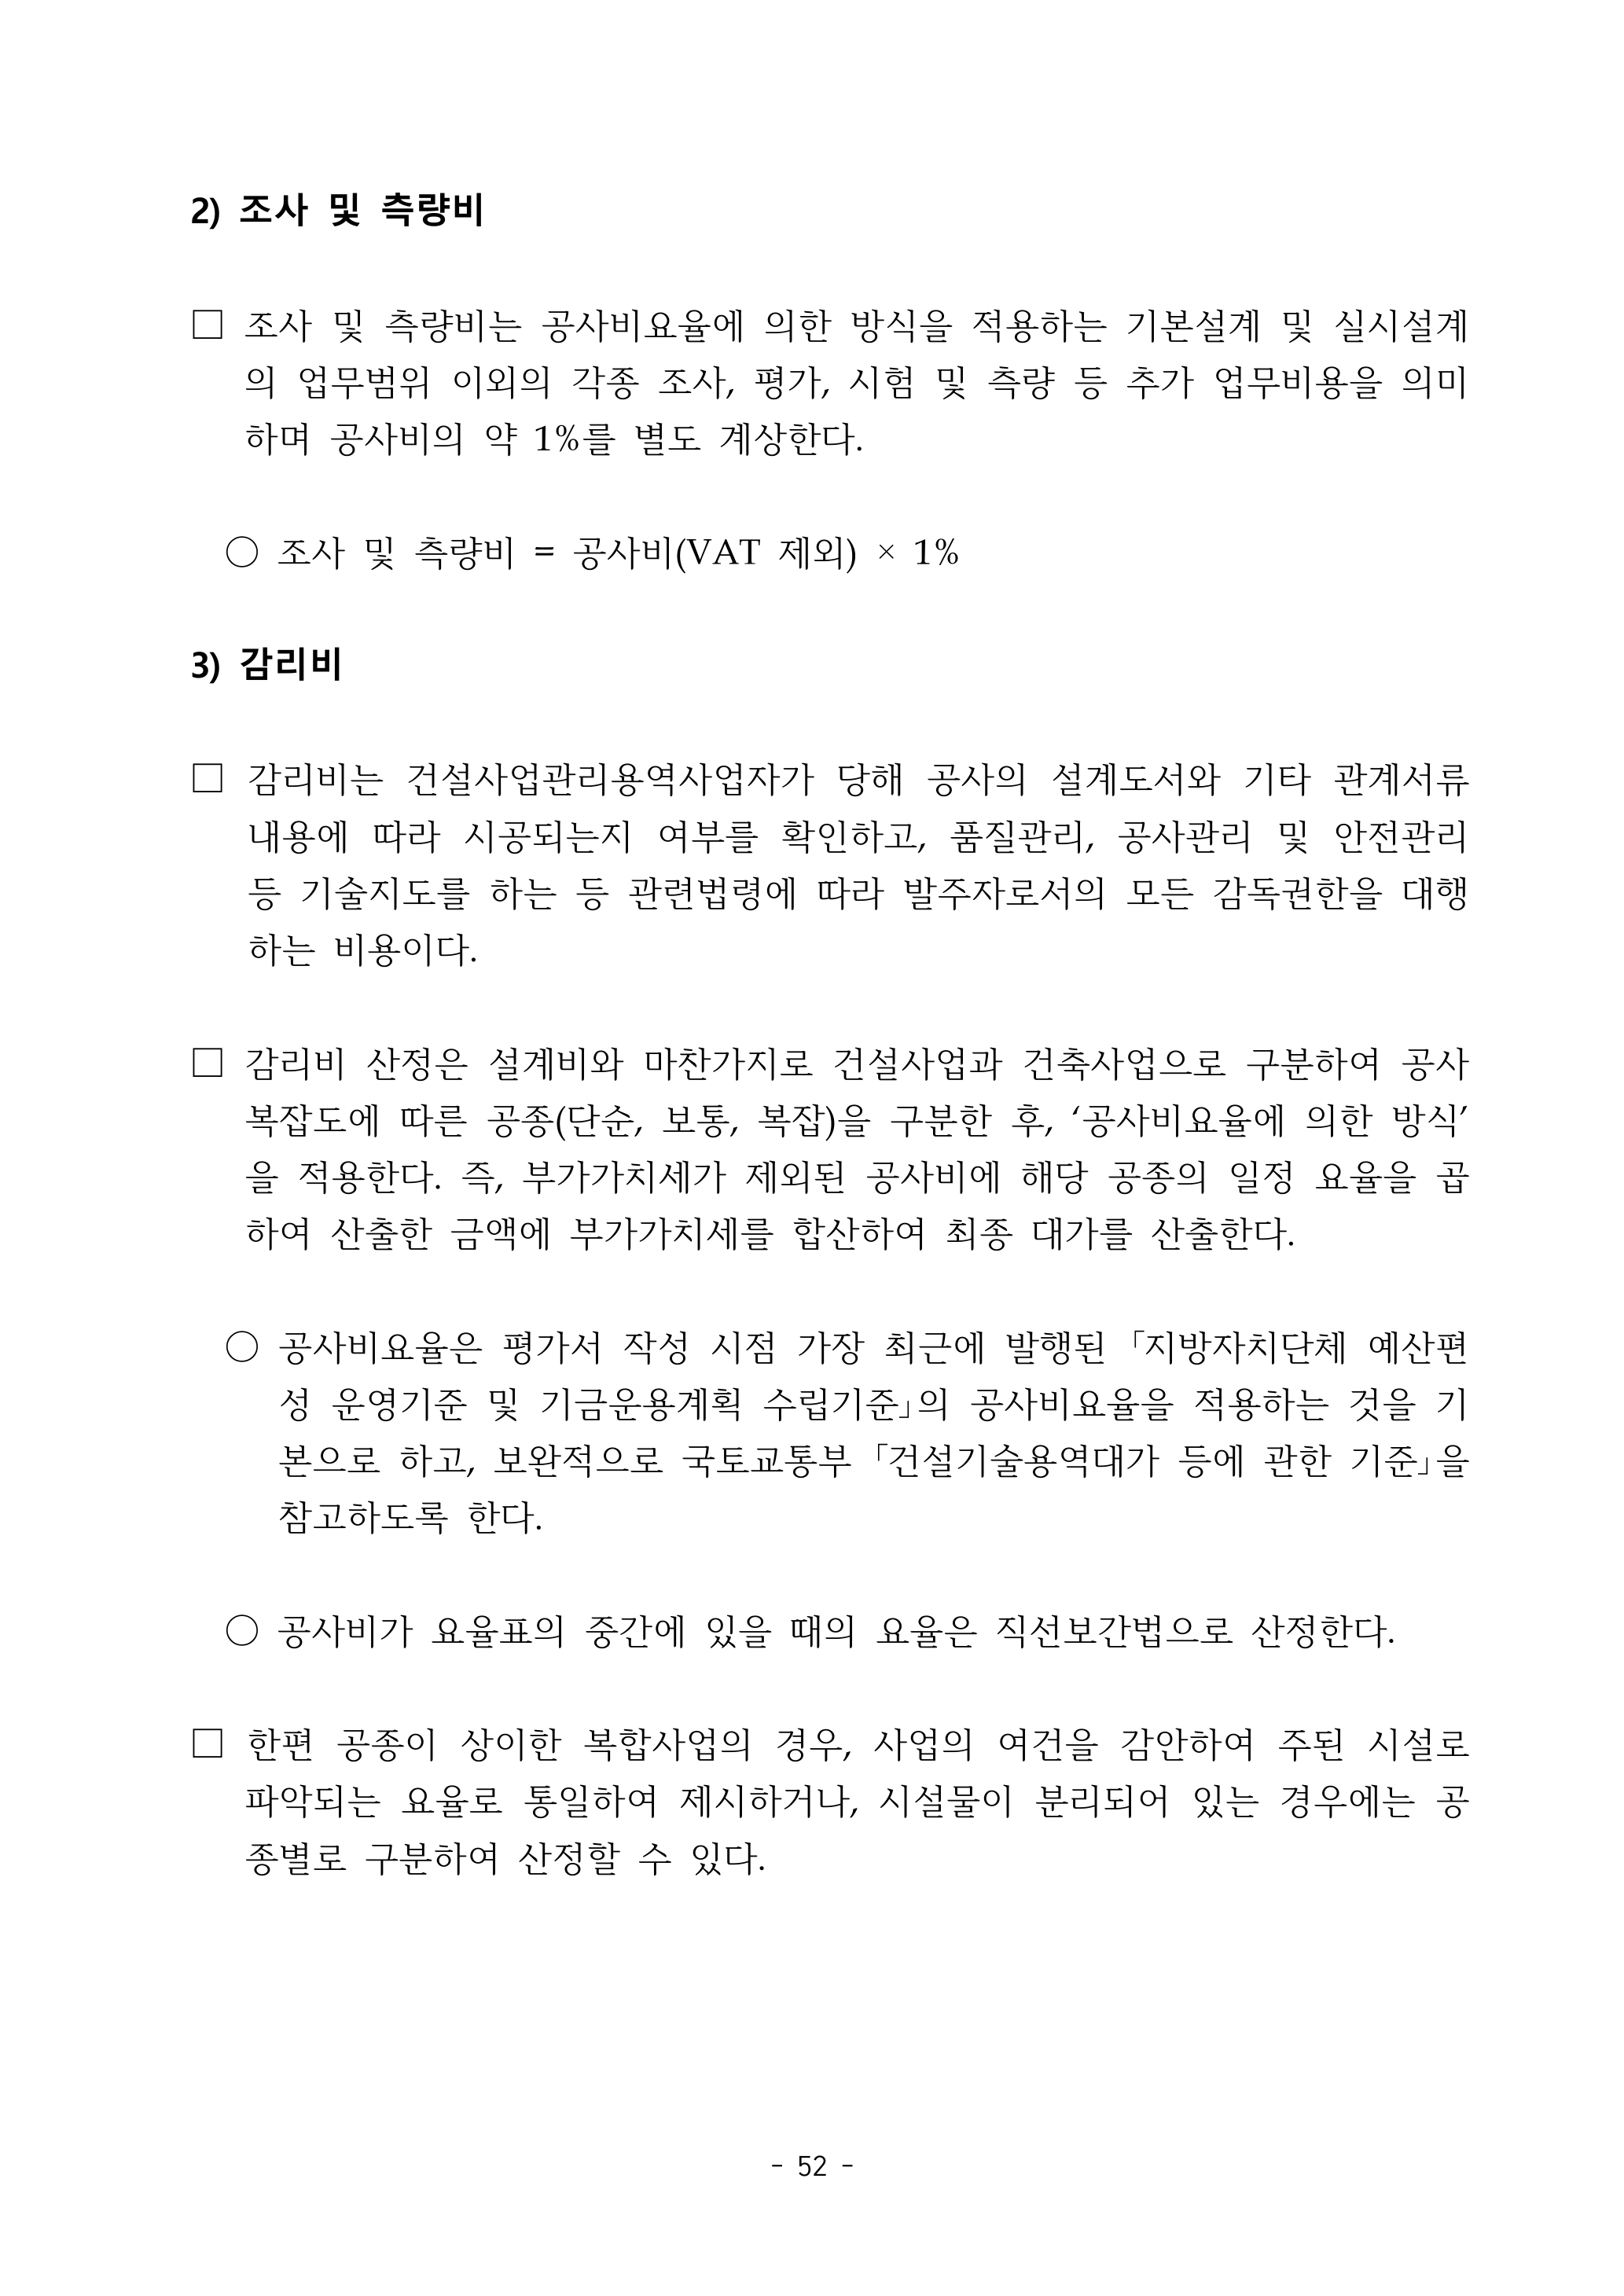 2) 조사 및 측량비
□ 조사 및 측량비는 공사비요율에 의한 방식을 적용하는 기본설계 및 실시설계
의 업무범위 이외의 각종 조사, 평가, 시험 및 측량 등 추가 업무비용을 의미
하며 공사비의 약 1%를 별도 계상한다.
○ 조사 및 측량비 = 공사비(VAT 제외) × 1%
3) 감리비
□ 감리비는 건설사업관리용역사업자가 당해 공사의 설계도서와 기타 관계서류
내용에 따라 시공되는지 여부를 확인하고, 품질관리, 공사관리 및 안전관리
등 기술지도를 하는 등 관련법령에 따라 발주자로서의 모든 감독권한을 대행
하는 비용이다.
□ 감리비 산정은 설계비와 마찬가지로 건설사업과 건축사업으로 구분하여 공사
복잡도에 따른 공종(단순, 보통, 복잡)을 구분한 후, ‘공사비요율에 의한 방식’
을 적용한다. 즉, 부가가치세가 제외된 공사비에 해당 공종의 일정 요율을 곱
하여 산출한 금액에 부가가치세를 합산하여 최종 대가를 산출한다.
○ 공사비요율은 평가서 작성 시점 가장 최근에 발행된 「지방자치단체 예산편
성 운영기준 및 기금운용계획 수립기준」의 공사비요율을 적용하는 것을 기
본으로 하고, 보완적으로 국토교통부 「건설기술용역대가 등에 관한 기준」을
참고하도록 한다.
○ 공사비가 요율표의 중간에 있을 때의 요율은 직선보간법으로 산정한다.
□ 한편 공종이 상이한 복합사업의 경우, 사업의 여건을 감안하여 주된 시설로
파악되는 요율로 통일하여 제시하거나, 시설물이 분리되어 있는 경우에는 공
종별로 구분하여 산정할 수 있다.
- 52 -